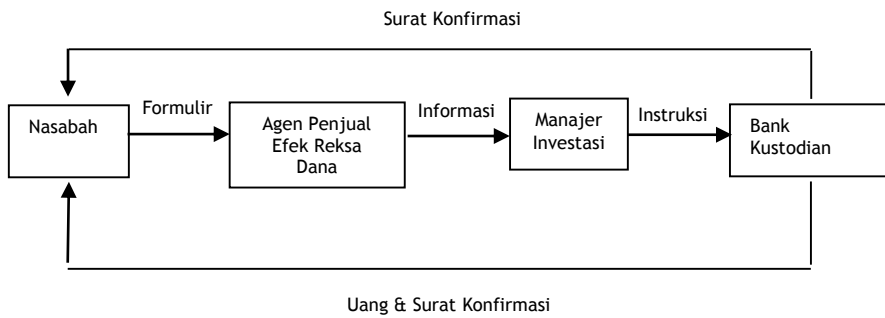 Surat Konfirmasi
Nasabah
Formulir
Agen Penjual
Efek Reksa
Dana
Informasi
Manajer
Investasi
Instruksi
Bank
Kustodian
Uang & Surat Konfirmasi